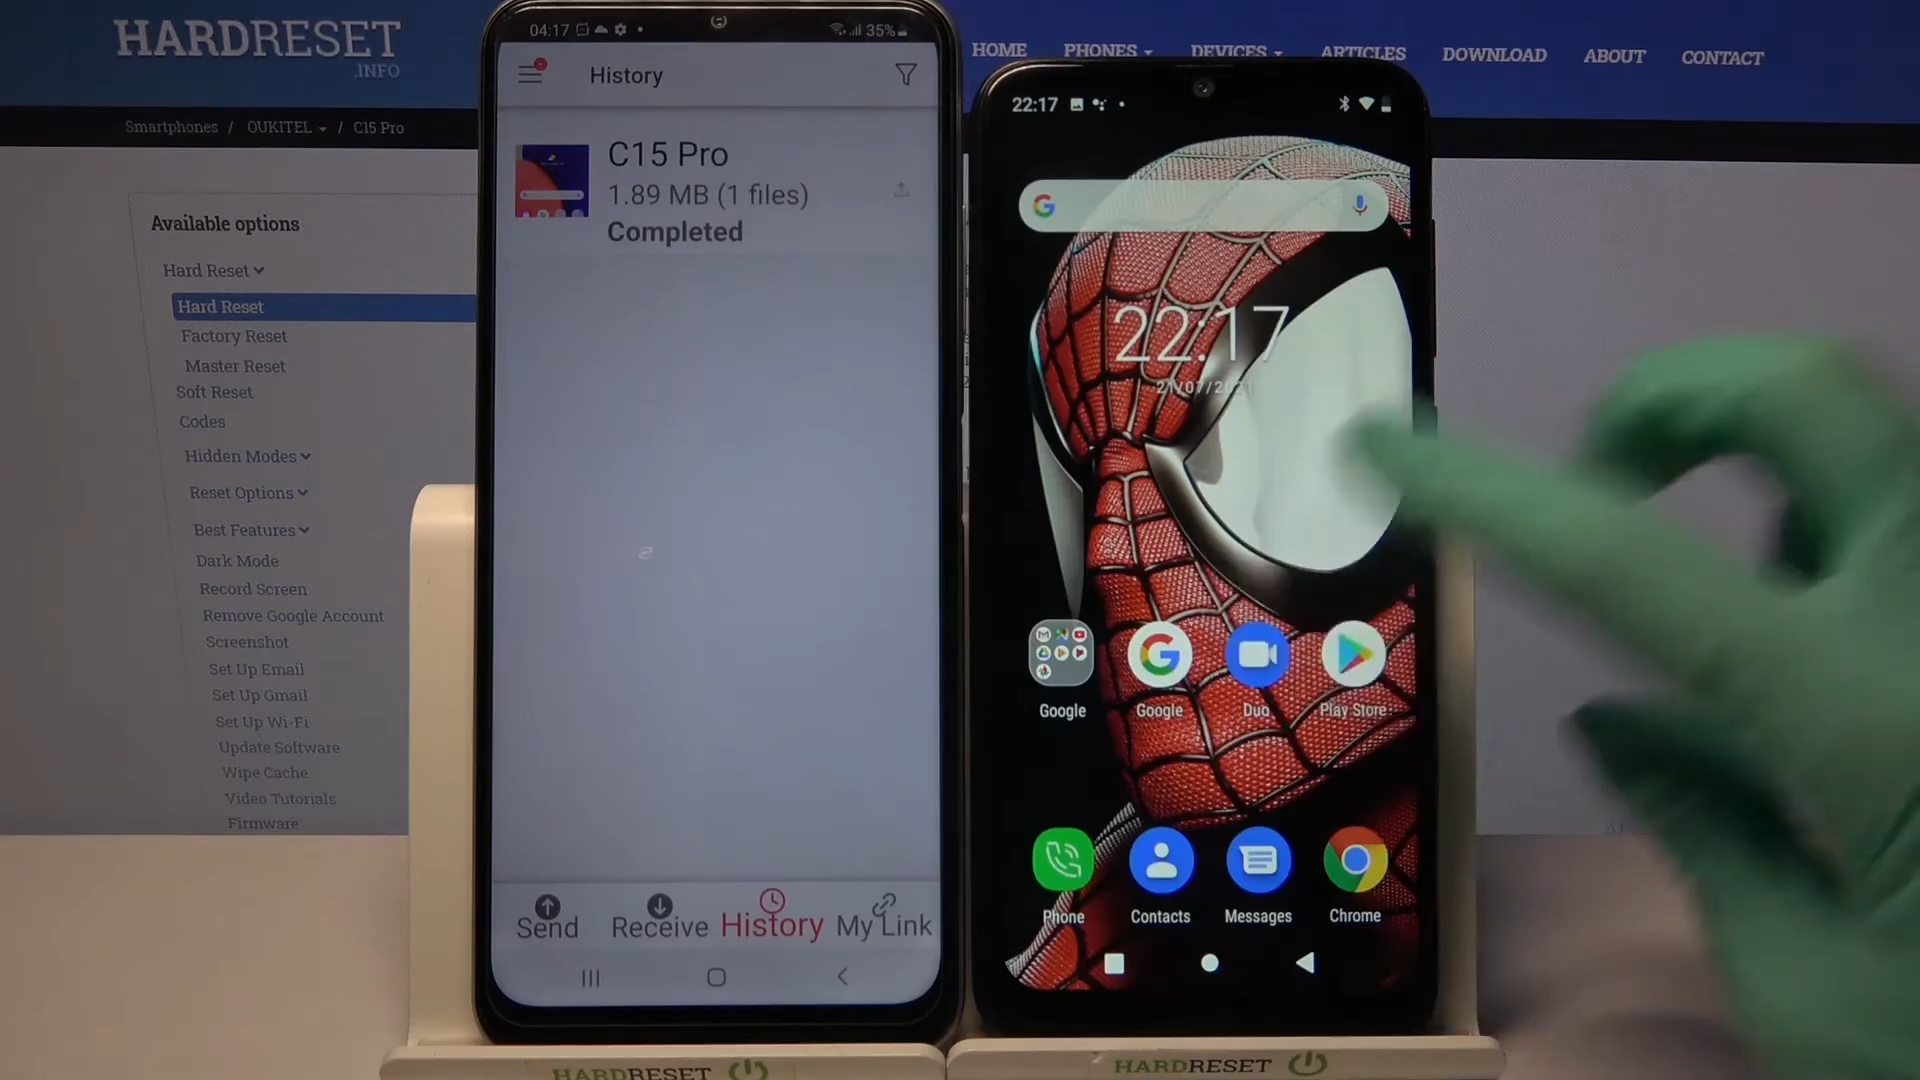 HARDRESET
.INFO
HOME PHONES DEVICES ARTICLES DOWNLOAD ABOUT CONTACT
Smartphones / OUKITEL / C15 Pro
Available options
Hard Reset
Hard Reset
Factory Reset
Master Reset
Soft Reset
Codes
Hidden Modes
Reset Options
Best Features
Dark Mode
Record Screen
Remove Google Account
Screenshot
Set Up Email
Set Up Gmail
Set Up Wi-Fi
Update Software
Wipe Cache
Video Tutorials
Firmware
04:17 35%
History
C15 Pro
1.89 MB (1 files)
Completed
Send Receive History My Link
22:17
22:17
21/07/2021
Google Google Duo Play Store
Phone Contacts Messages Chrome
HARDRESET
HARDRESET